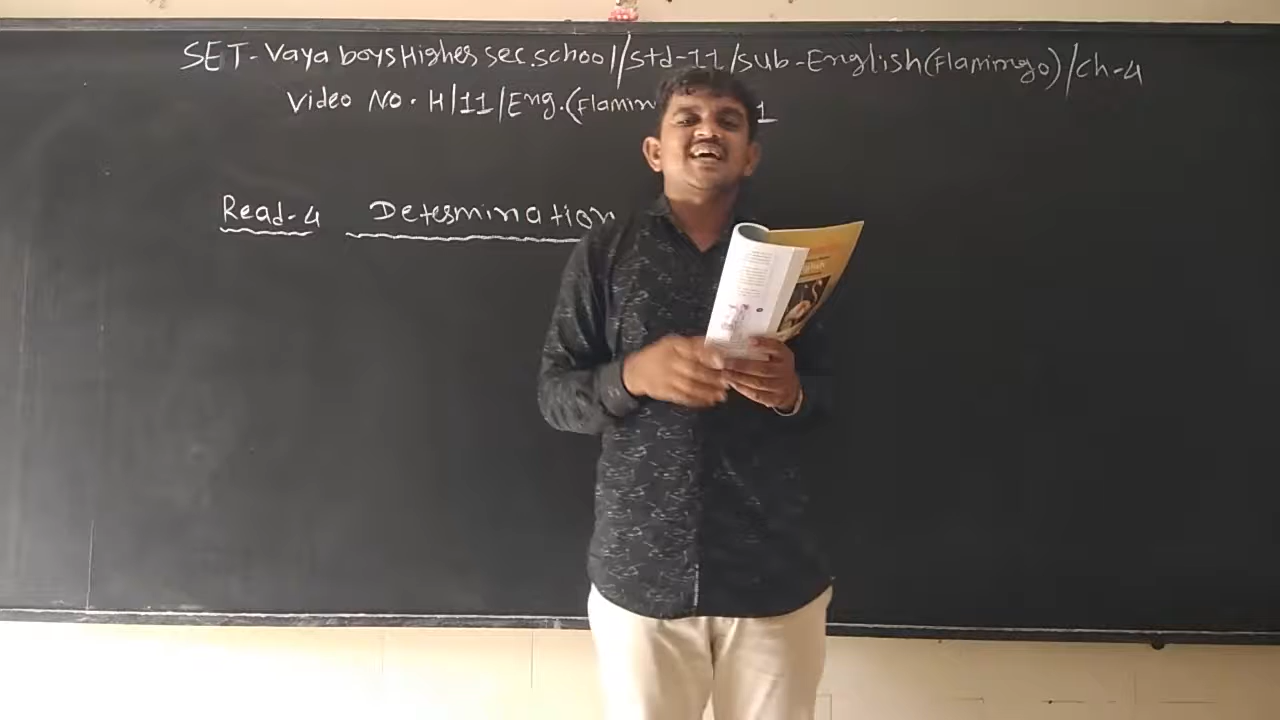 SET-Vaya boys Higher sec.school/std-11/sub-English(Flamingo)/ch-4
Video No. H/11/Eng.(Flamin 1
Read-4 Determination